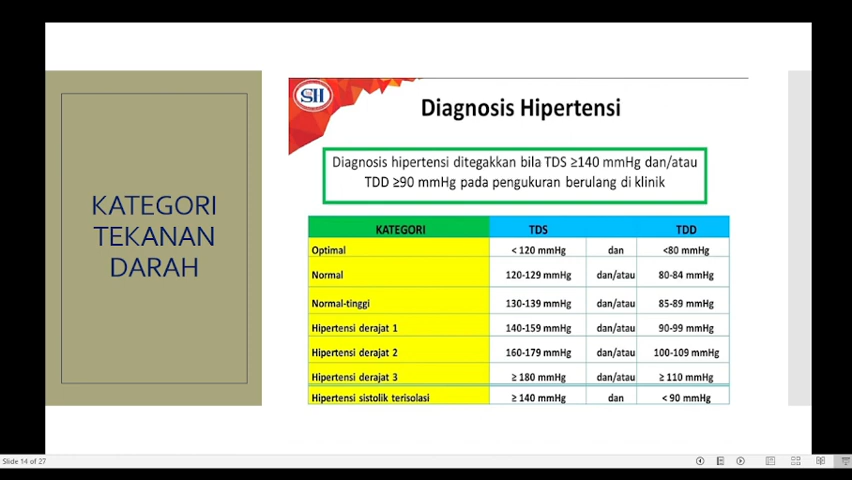 KATEGORI
TEKANAN
DARAH
SII
Diagnosis Hipertensi
Diagnosis hipertensi ditegakkan bila TDS ≥140 mmHg dan/atau
TDD ≥90 mmHg pada pengukuran berulang di klinik
KATEGORI TDS TDD
Optimal < 120 mmHg dan <80 mmHg
Normal 120-129 mmHg dan/atau 80-84 mmHg
Normal-tinggi 130-139 mmHg dan/atau 85-89 mmHg
Hipertensi derajat 1 140-159 mmHg dan/atau 90-99 mmHg
Hipertensi derajat 2 160-179 mmHg dan/atau 100-109 mmHg
Hipertensi derajat 3 ≥ 180 mmHg dan/atau ≥ 110 mmHg
Hipertensi sistolik terisolasi ≥ 140 mmHg dan < 90 mmHg
Slide 14 of 27